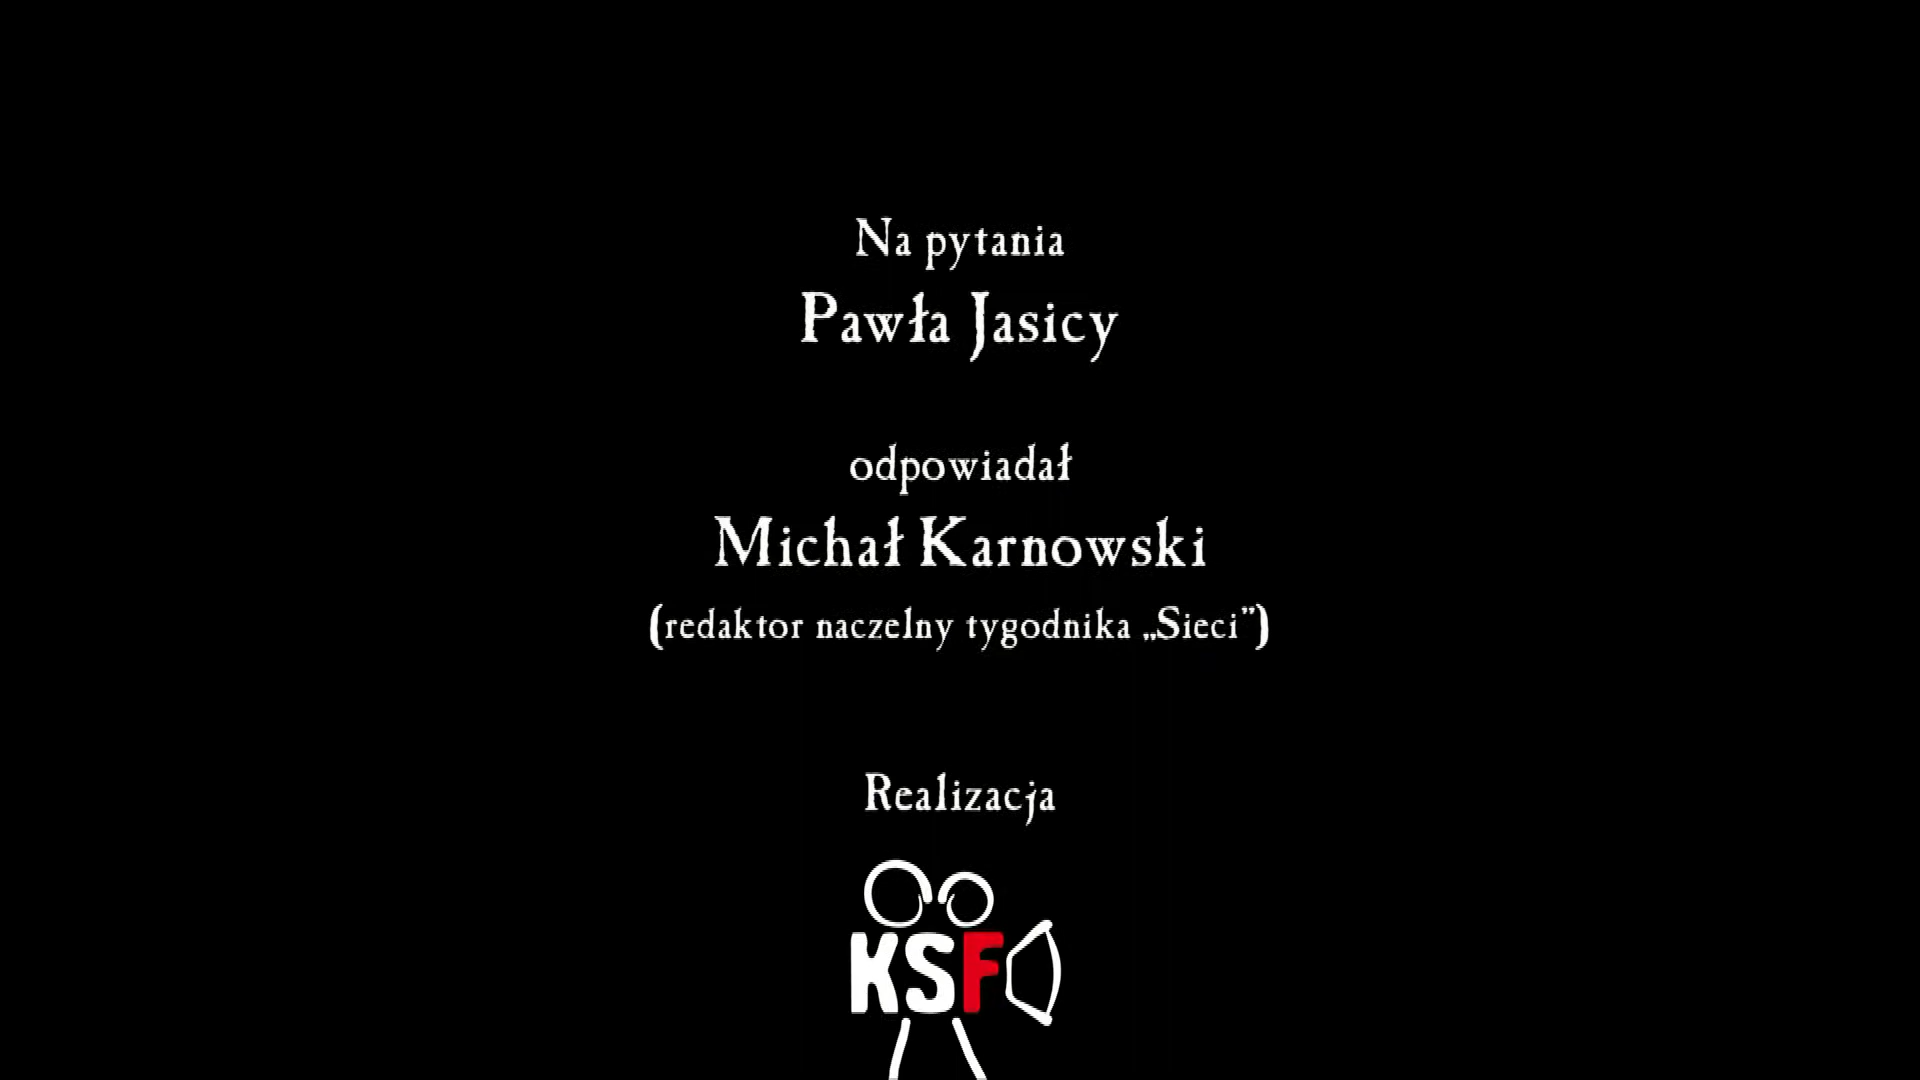 Na pytania
Pawła Jasicy
odpowiadał
Michał Karnowski
(redaktor naczelny tygodnika „Sieci”)
Realizacja
KSF